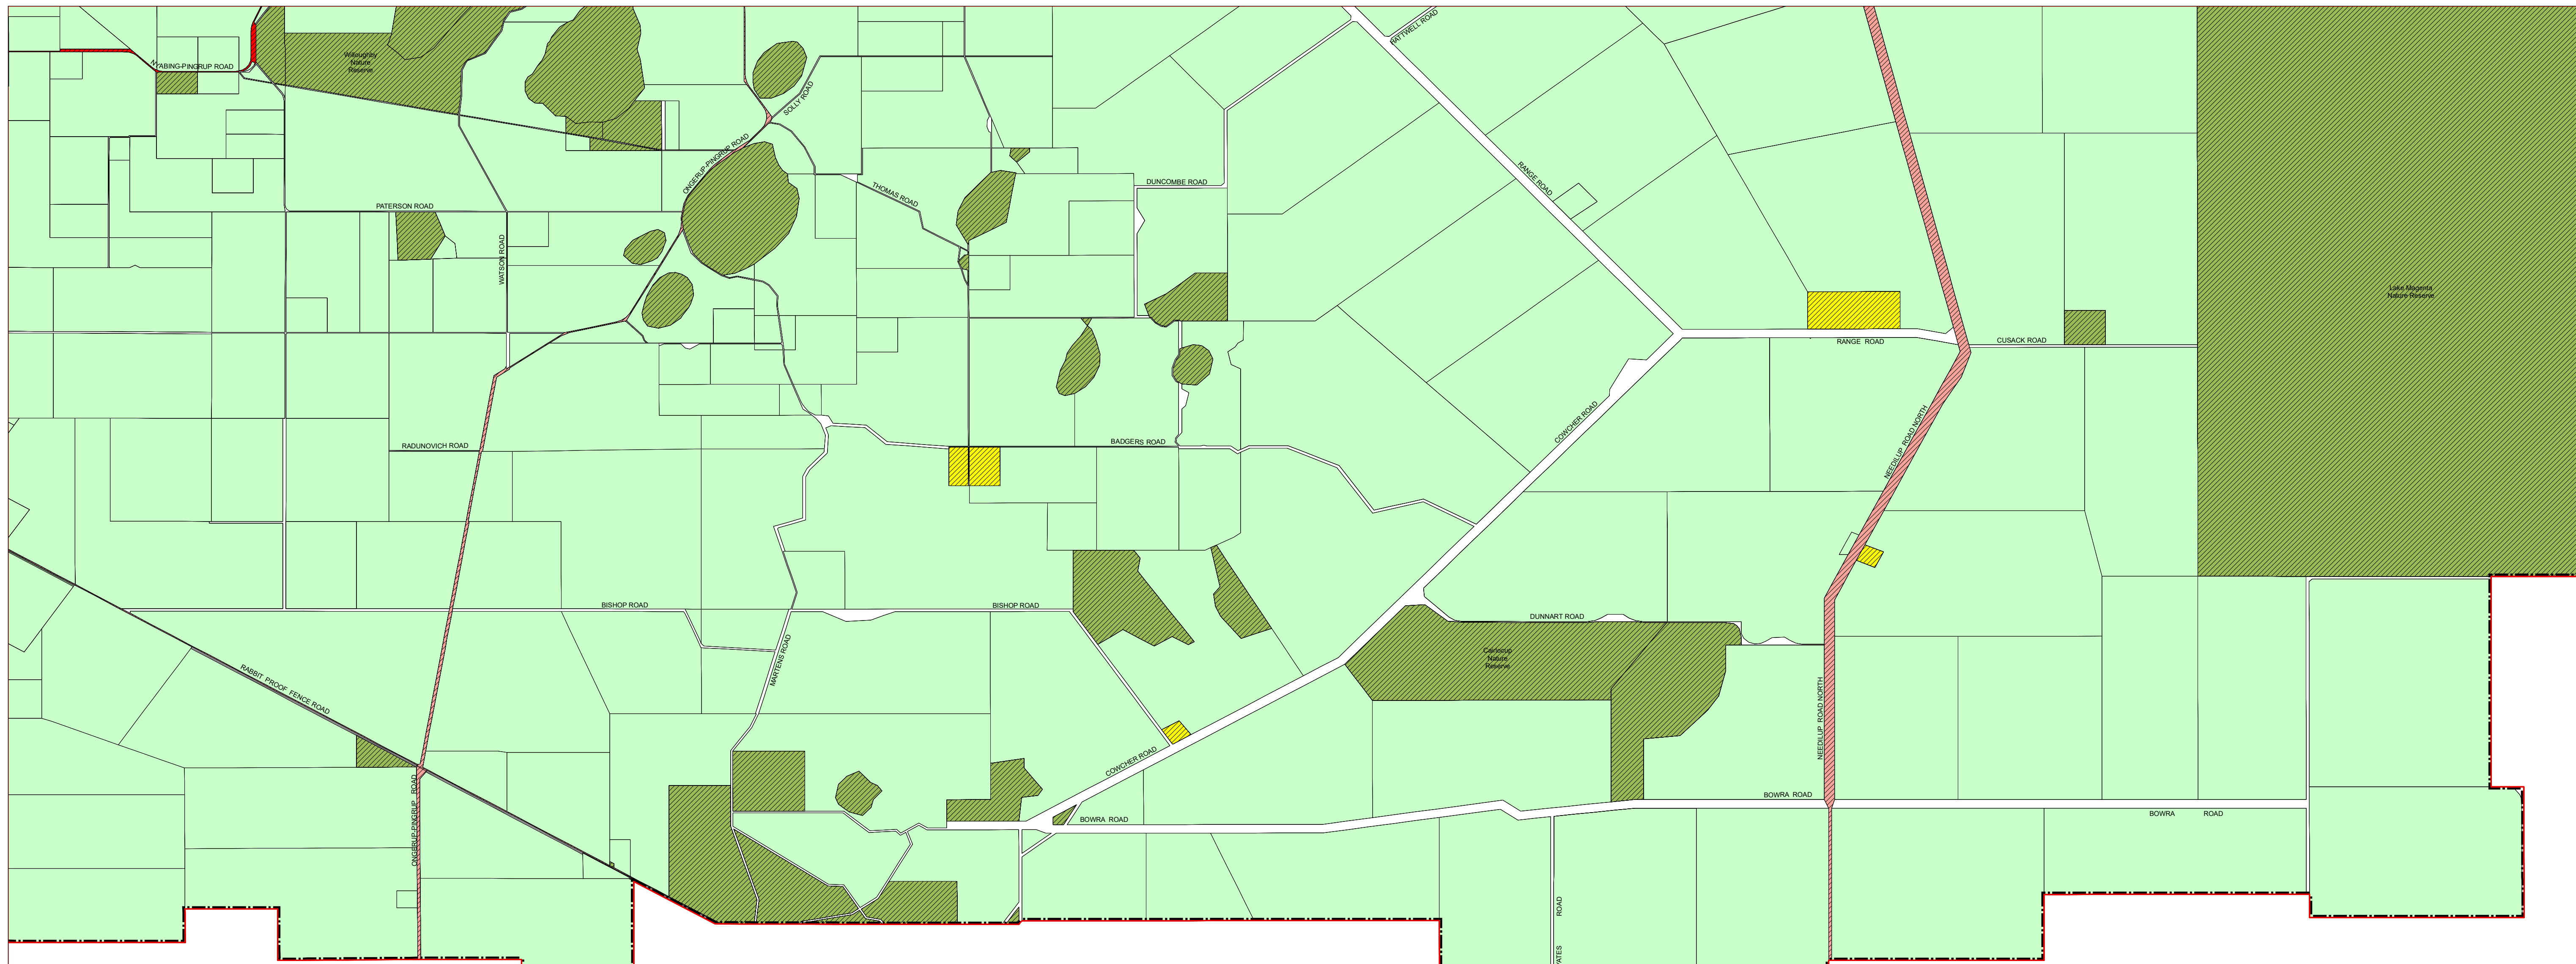 HATTWELL ROAD
Willoughby
Nature
Reserve
NYABING-PINGRUP ROAD
SOLLY ROAD
ONGERUP-PINGRUP ROAD
RANGE ROAD
DUNCOMBE ROAD
THOMAS ROAD
PATERSON ROAD
WATSON ROAD
Lake Magenta
Nature Reserve
RANGE ROAD
CUSACK ROAD
COWCHER ROAD
NEEDILUP ROAD NORTH
BADGERS ROAD
RADUNOVICH ROAD
BISHOP ROAD
BISHOP ROAD
DUNNART ROAD
MARTENS ROAD
Cairlocup
Nature
Reserve
RABBIT PROOF FENCE ROAD
NEEDILUP ROAD NORTH
COWCHER ROAD
ONGERUP-PINGRUP ROAD
BOWRA ROAD
BOWRA ROAD
BOWRA ROAD
ROAD